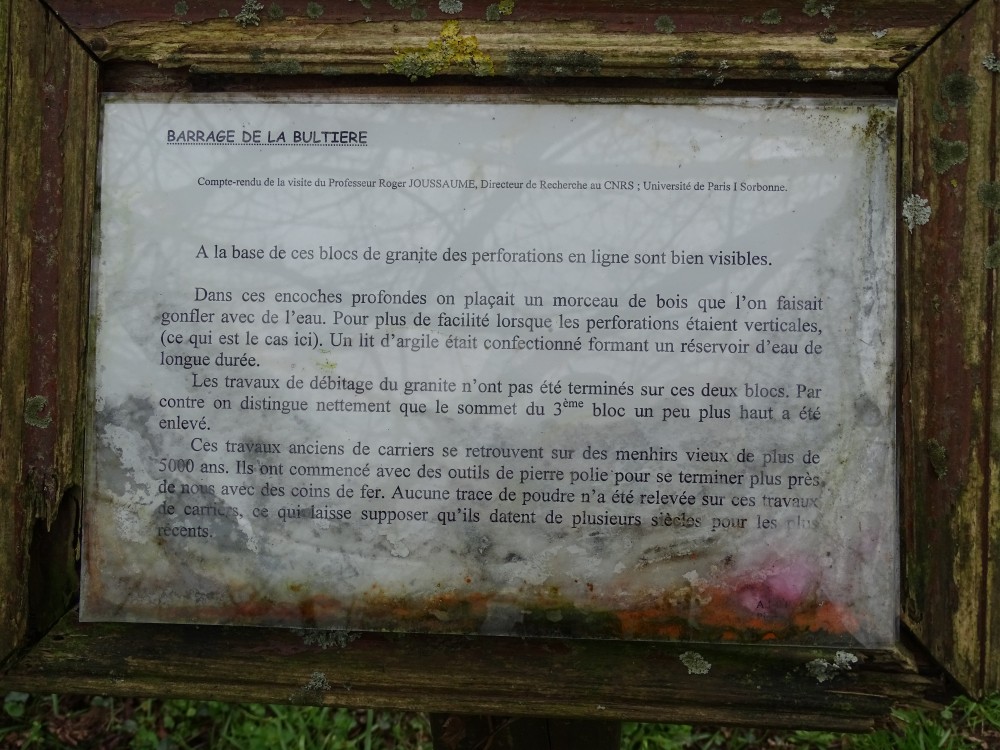 BARRAGE DE LA BULTIERE
Compte-rendu de la visite du Professeur Roger JOUSSAUME, Directeur de Recherche au CNRS ; Université de Paris I Sorbonne.
A la base de ces blocs de granite des perforations en ligne sont bien visibles.
Dans ces encoches profondes on plaçait un morceau de bois que l'on faisait
gonfler avec de l'eau. Pour plus de facilité lorsque les perforations étaient verticales,
(ce qui est le cas ici). Un lit d'argile était confectionné formant un réservoir d'eau de
longue durée.
Les travaux de débitage du granite n'ont pas été terminés sur ces deux blocs. Par
contre on distingue nettement que le sommet du 3ème bloc un peu plus haut a été
enlevé.
Ces travaux anciens de carriers se retrouvent sur des menhirs vieux de plus de
5000 ans. Ils ont commencé avec des outils de pierre polie pour se terminer plus près
de nous avec des coins de fer. Aucune trace de poudre n'a été relevée sur ces travaux
de carriers, ce qui laisse supposer qu'ils datent de plusieurs siècles pour les plus
récents.